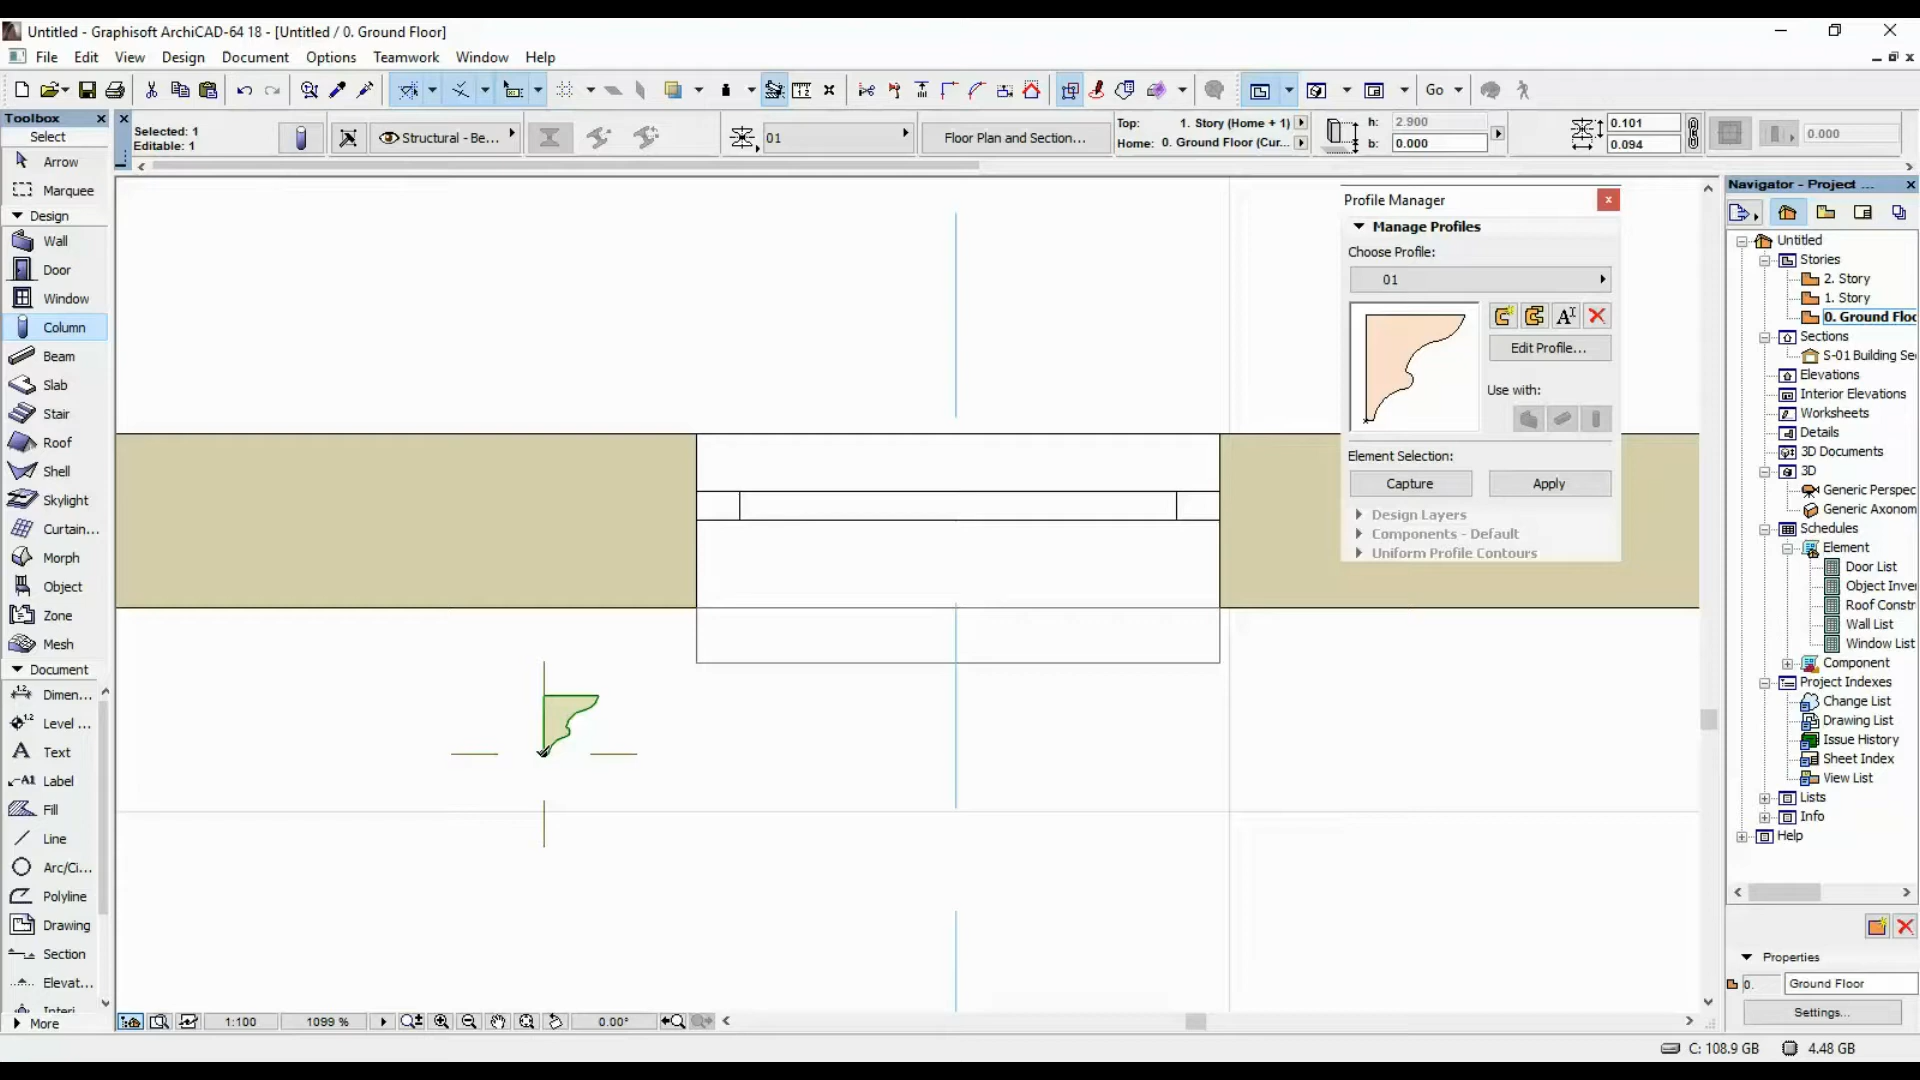 Untitled - Graphisoft ArchiCAD-64 18 - [Untitled / 0. Ground Floor]
File Edit View Design Document Options Teamwork Window Help
Go
Toolbox
Select
Arrow
Marquee
Design
Wall
Door
Window
Column
Beam
Slab
Stair
Roof
Shell
Skylight
Curtain...
Morph
Object
Zone
Mesh
Document
Dimen...
Level ...
Text
Label
Fill
Line
Arc/Ci...
Polyline
Drawing
Section
Elevat...
Interi
More
Selected: 1
Editable: 1
Structural - Be...
01
Floor Plan and Section...
Top: 1. Story (Home + 1)
Home: 0. Ground Floor (Cur...
h: 2.900
b: 0.000
0.101
0.094
0.000
Profile Manager
Manage Profiles
Choose Profile:
01
Edit Profile...
Use with:
Element Selection:
Capture Apply
Design Layers
Components - Default
Uniform Profile Contours
Navigator - Project ...
Untitled
Stories
2. Story
1. Story
0. Ground Floo
Sections
S-01 Building Se
Elevations
Interior Elevations
Worksheets
Details
3D Documents
3D
Generic Perspec
Generic Axonom
Schedules
Element
Door List
Object Inve
Roof Constr
Wall List
Wall List
Window List
Component
Project Indexes
Change List
Drawing List
Issue History
Sheet Index
View List
Lists
Info
Help
Properties
0. Ground Floor
Settings...
1:100 1099 % 0.00°
C: 108.9 GB 4.48 GB